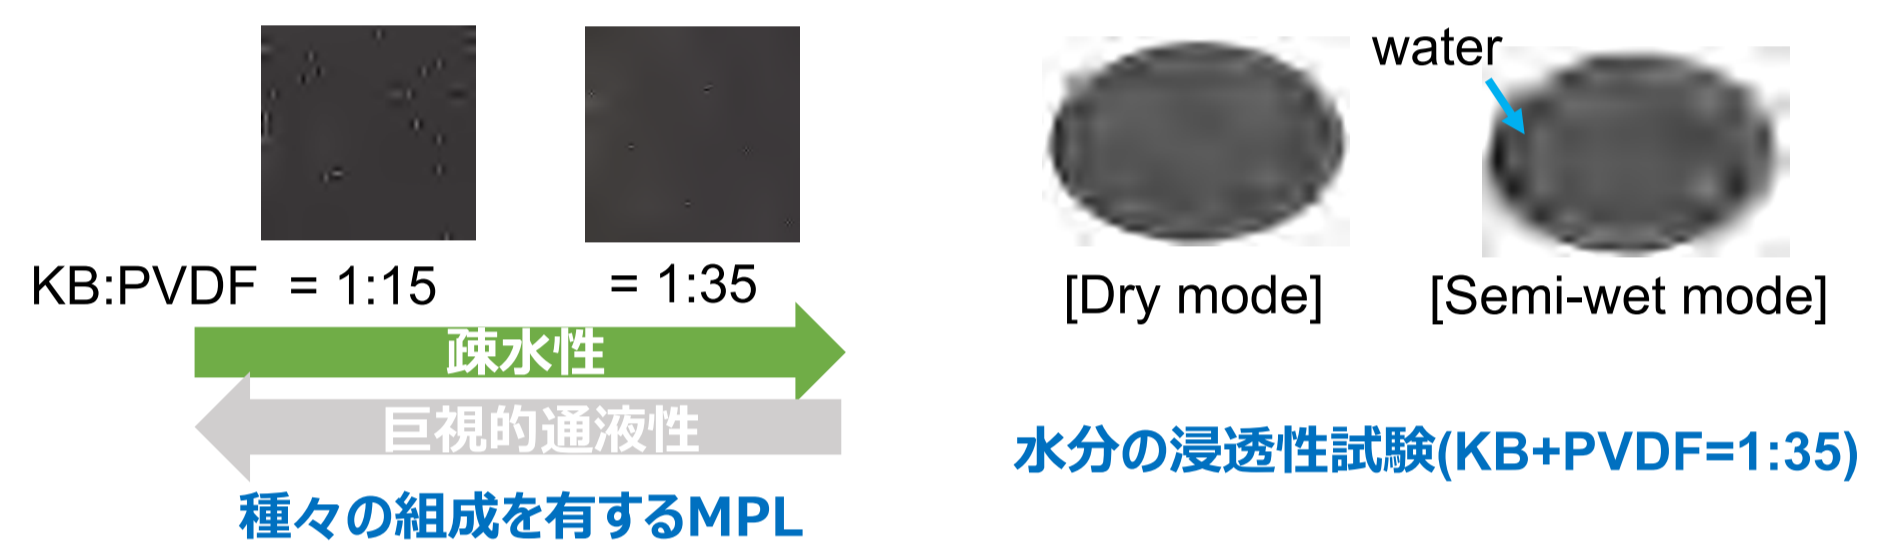 KB:PVDF = 1:15 = 1:35
疎水性
巨視的通液性
種々の組成を有するMPL
water
[Dry mode] [Semi-wet mode]
水分の浸透性試験(KB+PVDF=1:35)